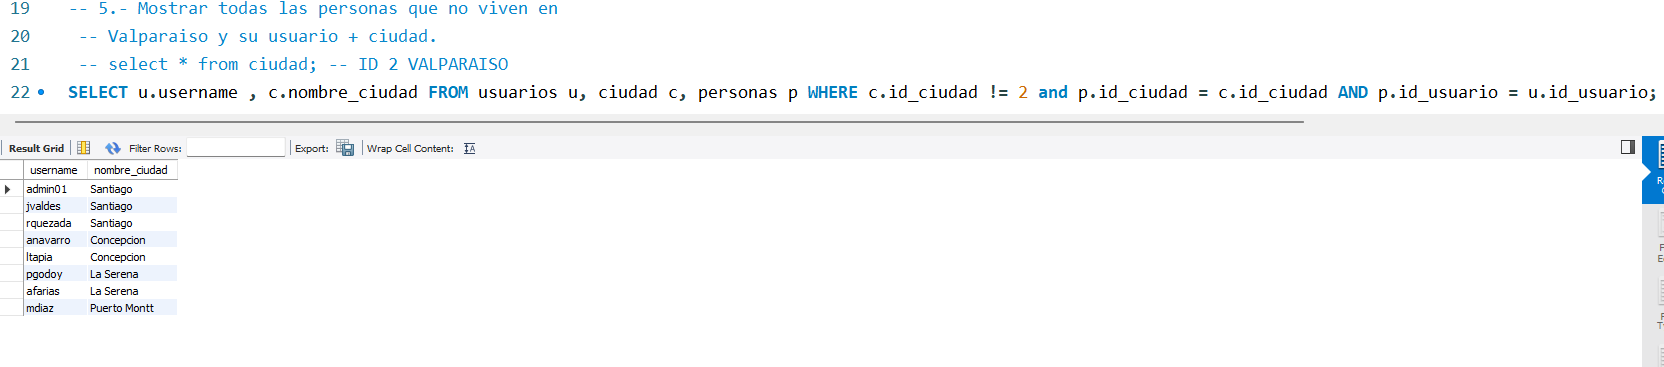 19 -- 5.- Mostrar todas las personas que no viven en
20 -- Valparaiso y su usuario + ciudad.
21 -- select * from ciudad; -- ID 2 VALPARAISO
22 SELECT u.username , c.nombre_ciudad FROM usuarios u, ciudad c, personas p WHERE c.id_ciudad != 2 and p.id_ciudad = c.id_ciudad AND p.id_usuario = u.id_usuario;
Result Grid Filter Rows: Export: Wrap Cell Content:
username nombre_ciudad
admin01 Santiago
jvaldes Santiago
rquezada Santiago
anavarro Concepcion
ltapia Concepcion
pgodoy La Serena
afarias La Serena
mdiaz Puerto Montt